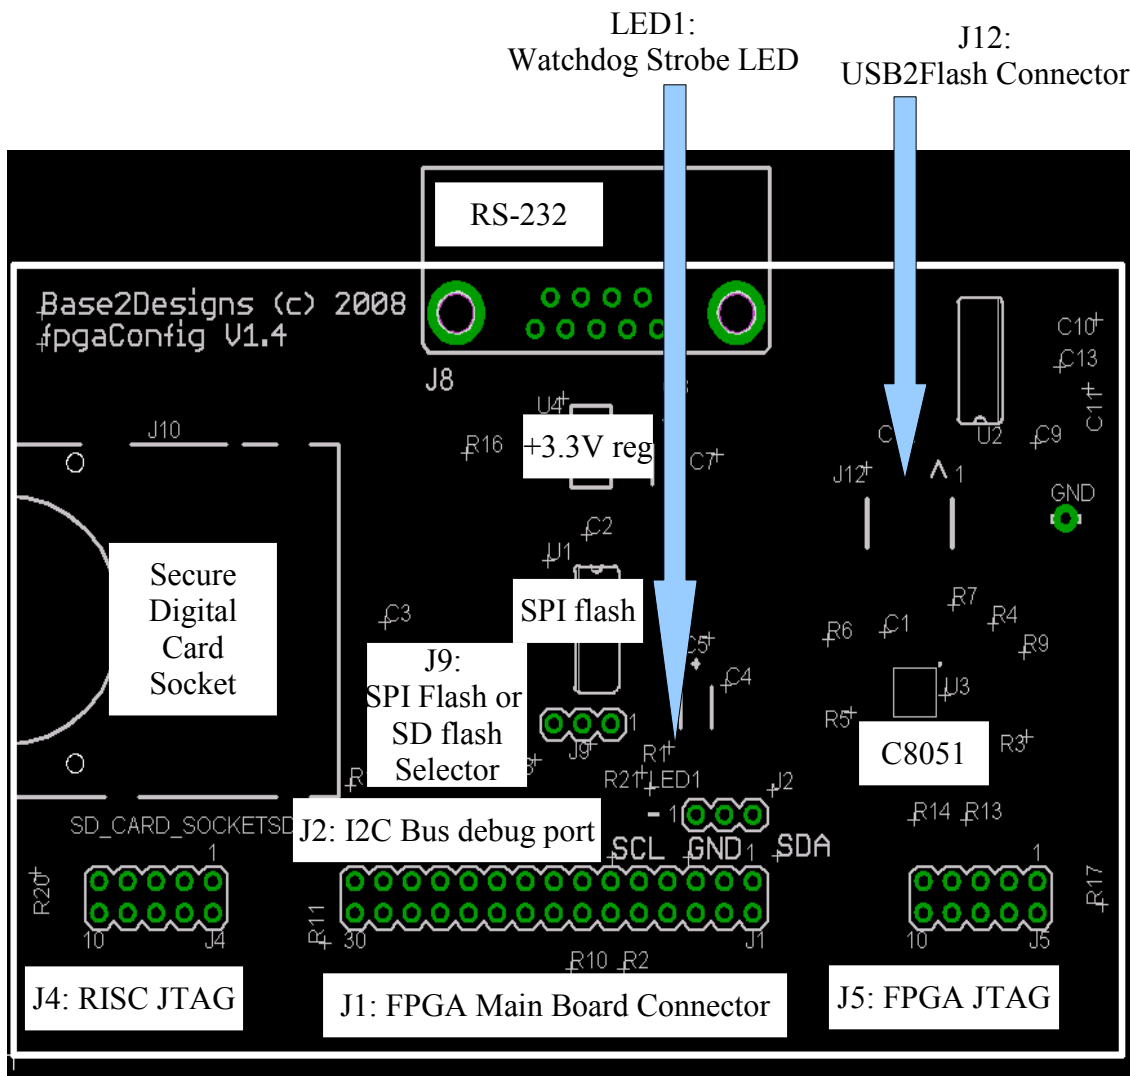 LED1:
Watchdog Strobe LED
J12:
USB2Flash Connector
RS-232
Base2Designs (c) 2008
fpgaConfig V1.4
J8
C10
C13
C11
U4
J10
R16
+3.3V reg
C7
U2
C9
J12
1
GND
C2
U1
Secure
Digital
Card
Socket
SPI flash
C3
R7
R4
R6
C1
R9
C5
J9:
SPI Flash or
SD flash
Selector
C4
U3
1
J9
R5
R3
R1
C8051
R21
LED1
J2
1
R14
R13
SD_CARD_SOCKETSD
J2: I2C Bus debug port
SCL
GND
SDA
1
1
1
R20
R17
R11
10
J4
30
J1
10
J5
R10
R2
J4: RISC JTAG
J1: FPGA Main Board Connector
J5: FPGA JTAG